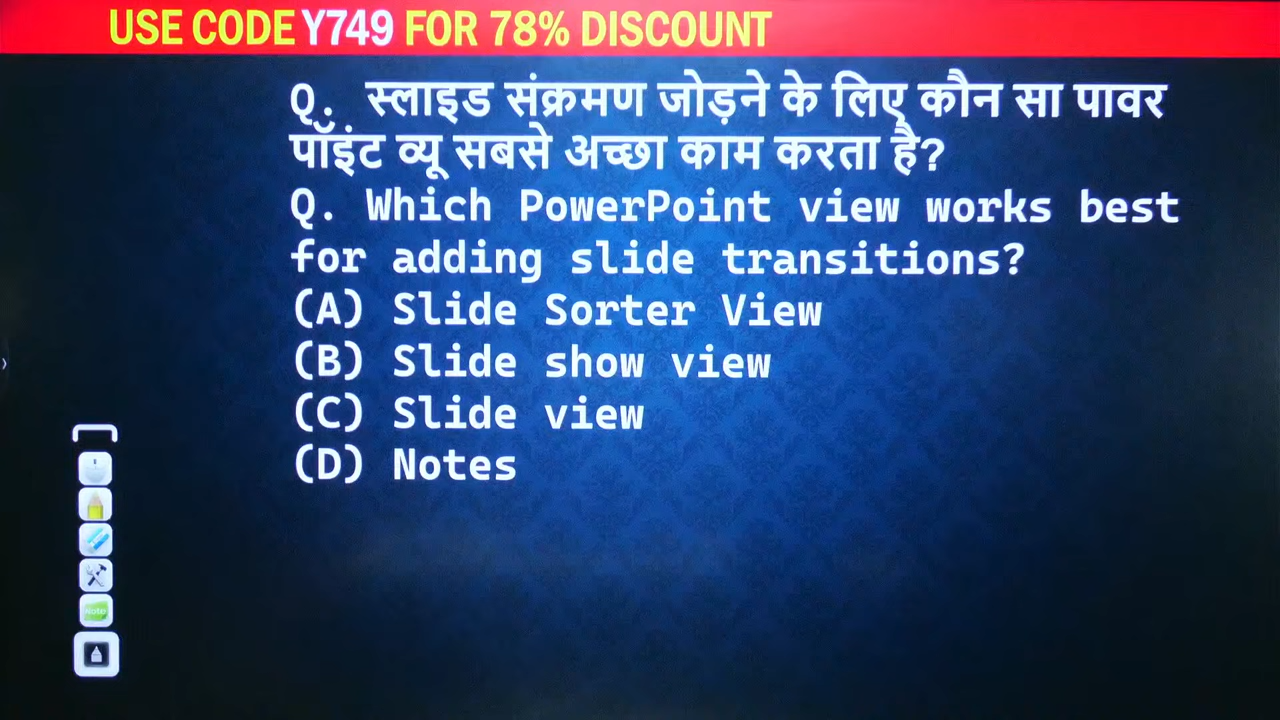 USE CODE Y749 FOR 78% DISCOUNT
Q. स्लाइड संक्रमण जोड़ने के लिए कौन सा पावर
पॉइंट व्यू सबसे अच्छा काम करता है?
Q. Which PowerPoint view works best
for adding slide transitions?
(A) Slide Sorter View
(B) Slide show view
(C) Slide view
(D) Notes
Note